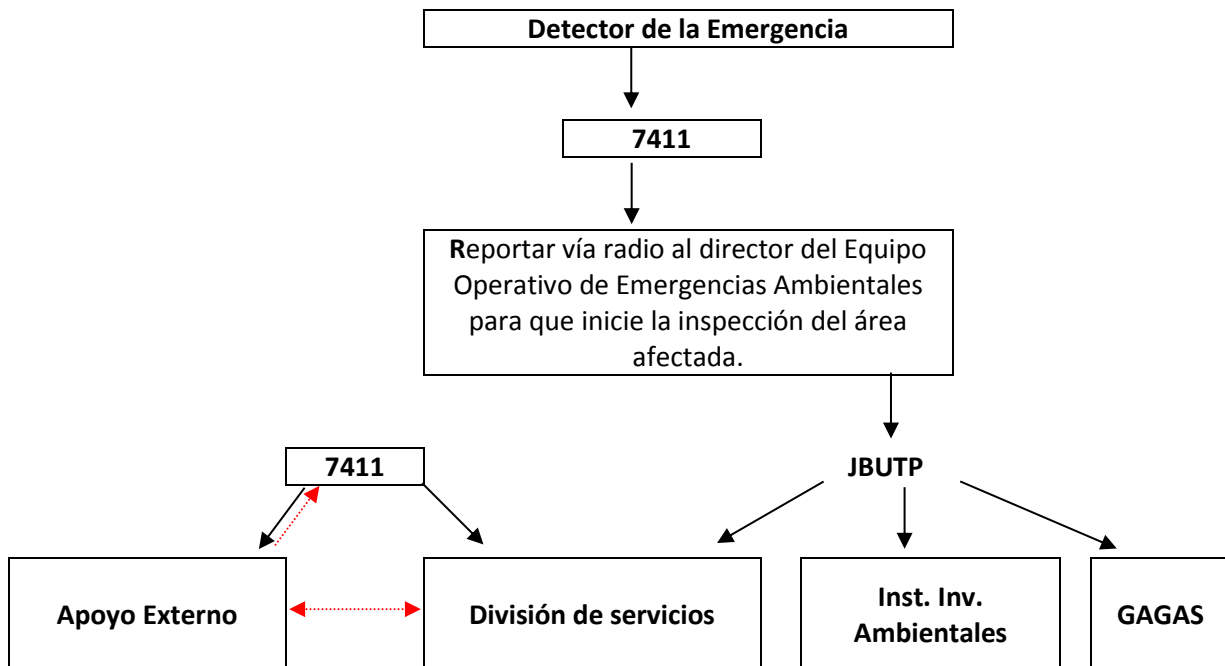 Detector de la Emergencia
7411
Reportar vía radio al director del Equipo
Operativo de Emergencias Ambientales
para que inicie la inspección del área
afectada.
7411
JBUTP
Apoyo Externo
División de servicios
Inst. Inv.
Ambientales
GAGAS